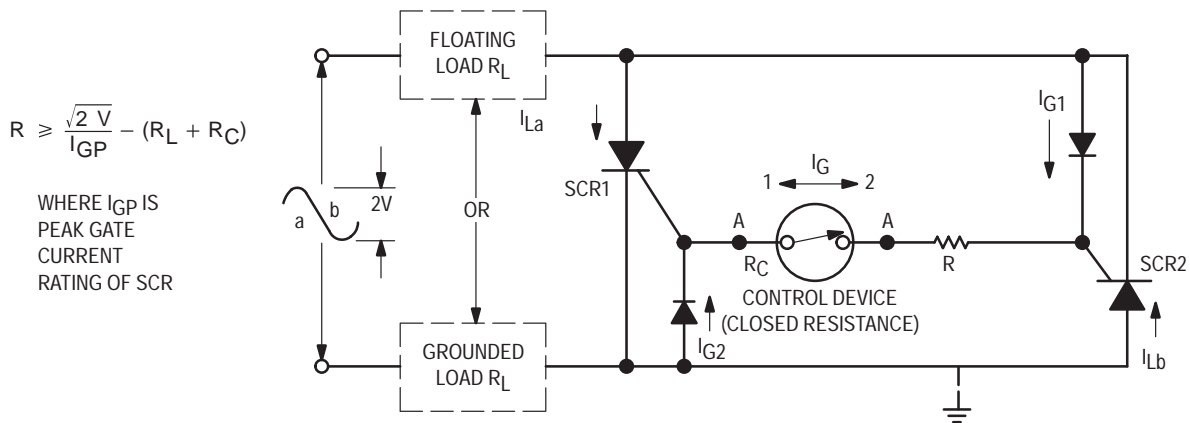 R ≥ √2 V / IGP − (RL + RC)
WHERE IGP IS
PEAK GATE
CURRENT
RATING OF SCR
a
b
2V
FLOATING
LOAD RL
OR
GROUNDED
LOAD RL
ILa
SCR1
IG
1
2
A
A
RC
R
CONTROL DEVICE
(CLOSED RESISTANCE)
IG2
IG1
SCR2
ILb